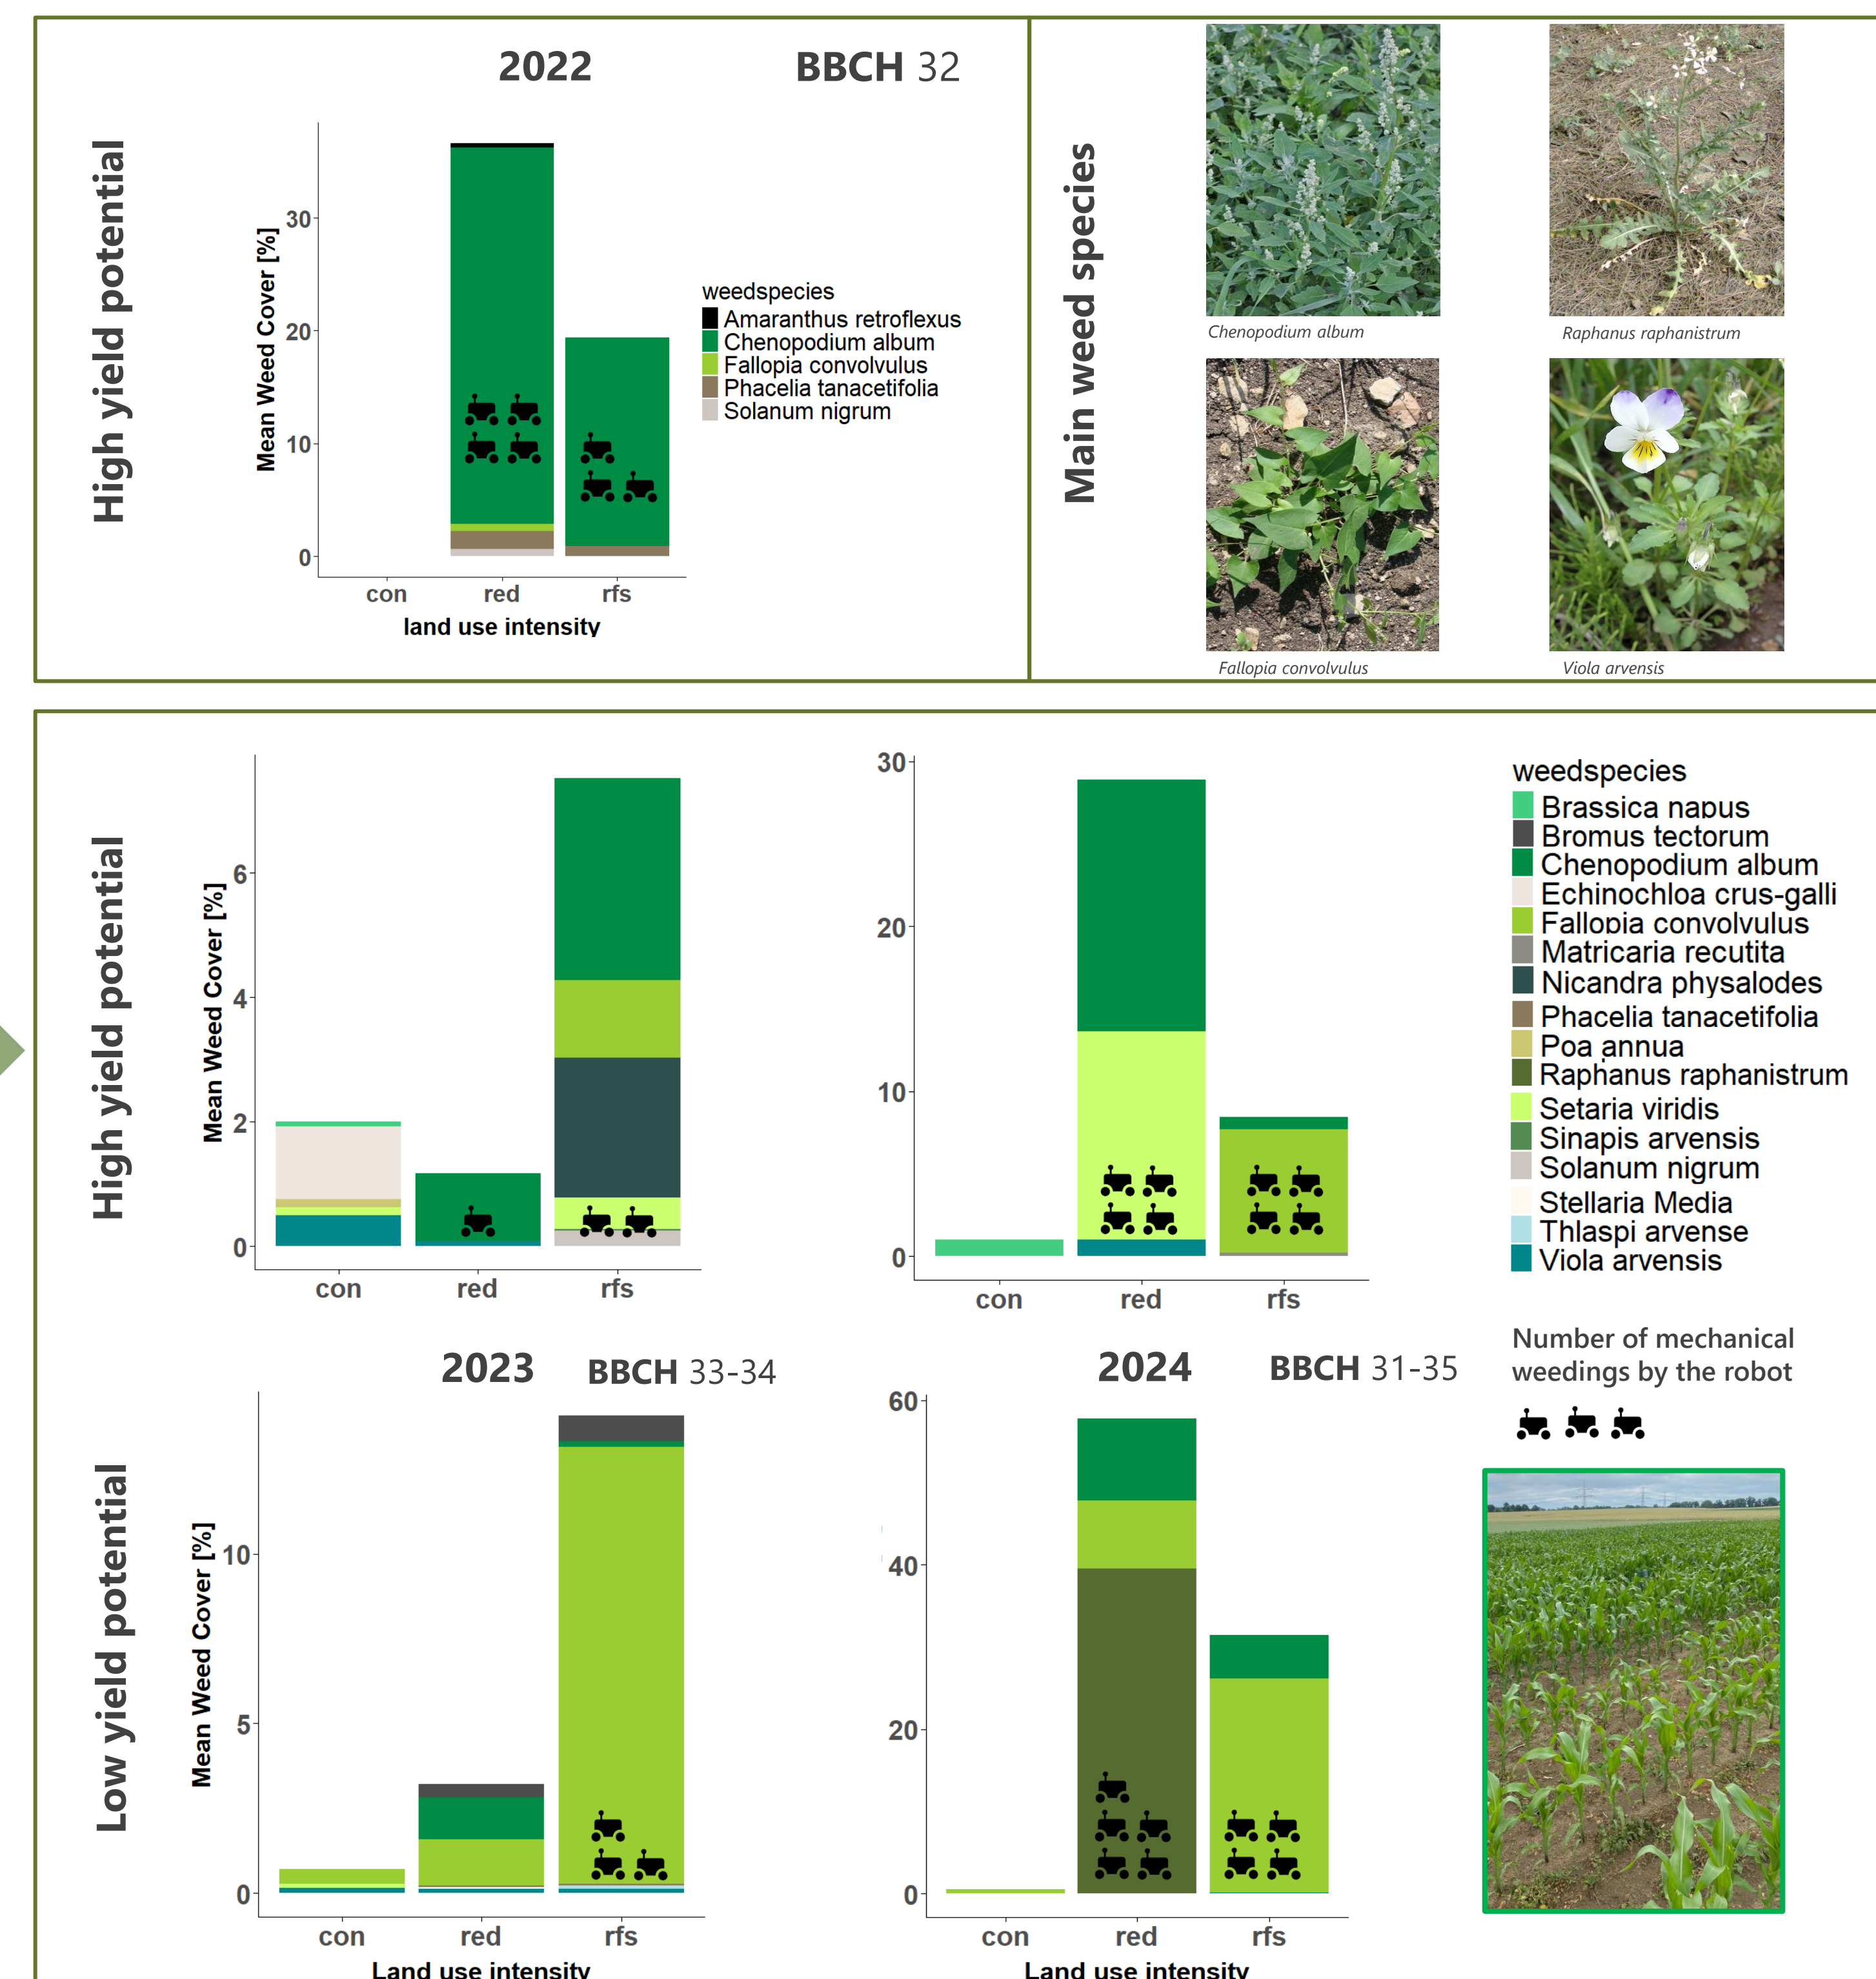 2022
BBCH 32
High yield potential
Mean Weed Cover [%]
30
20
10
0
con
red
rfs
land use intensity
weedspecies
Amaranthus retroflexus
Chenopodium album
Fallopia convolvulus
Phacelia tanacetifolia
Solanum nigrum
Main weed species
Chenopodium album
Raphanus raphanistrum
Fallopia convolvulus
Viola arvensis
High yield potential
Mean Weed Cover [%]
6
4
2
0
con
red
rfs
30
20
10
0
con
red
rfs
weedspecies
Brassica napus
Bromus tectorum
Chenopodium album
Echinochloa crus-galli
Fallopia convolvulus
Matricaria recutita
Nicandra physalodes
Phacelia tanacetifolia
Poa annua
Raphanus raphanistrum
Setaria viridis
Sinapis arvensis
Solanum nigrum
Stellaria Media
Thlaspi arvense
Viola arvensis
Number of mechanical
weedings by the robot
2023
BBCH 33-34
2024
BBCH 31-35
Low yield potential
Mean Weed Cover [%]
10
5
0
con
red
rfs
Land use intensity
60
40
20
0
con
red
rfs
Land use intensity